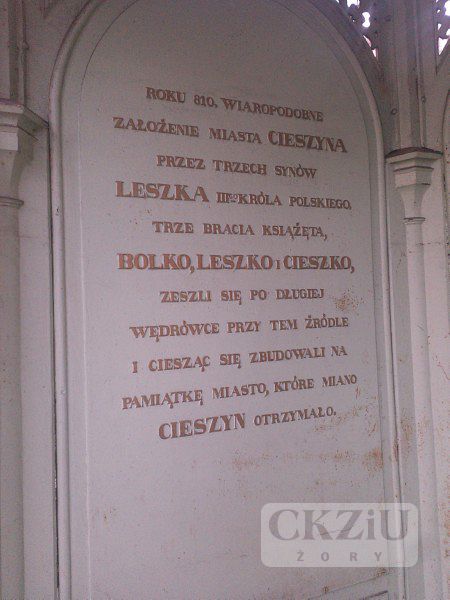 ROKU 810, WIAROPODOBNE
ZAŁOŻENIE MIASTA CIESZYNA
PRZEZ TRZECH SYNÓW
LESZKA IIIGO KRÓLA POLSKIEGO,
TRZE BRACIA KSIĄŻĘTA,
BOLKO, LESZKO I CIESZKO,
ZESZLI SIĘ PO DŁUGIEJ
WĘDRÓWCE PRZY TEM ŹRÓDLE
I CIESZĄC SIĘ ZBUDOWALI NA
PAMIĄTKĘ MIASTO, KTÓRE MIANO
CIESZYN OTRZYMAŁO.
CKZiU
ŻORY